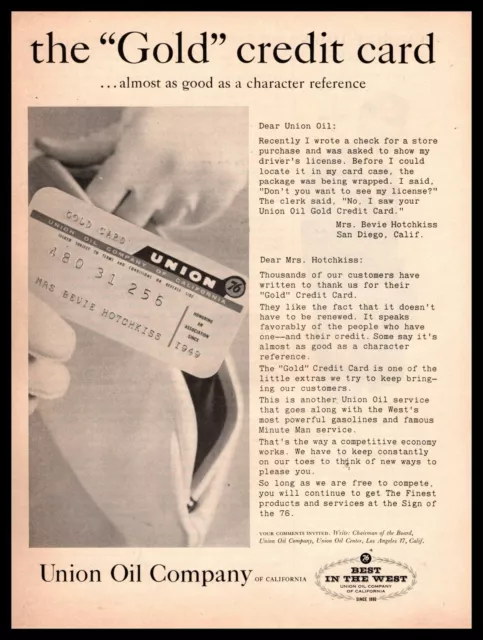 the “Gold” credit card
...almost as good as a character reference
GOLD CARD
UNION OIL COMPANY OF CALIFORNIA
UNION 76
480 31 256
HONORING
AN
ASSOCIATION
SINCE
MRS BEVIE HOTCHKISS
1949
Dear Union Oil:
Recently I wrote a check for a store
purchase and was asked to show my
driver's license. Before I could
locate it in my card case, the
package was being wrapped. I said,
"Don't you want to see my license?"
The clerk said, "No, I saw your
Union Oil Gold Credit Card."
Mrs. Bevie Hotchkiss
San Diego, Calif.
Dear Mrs. Hotchkiss:
Thousands of our customers have
written to thank us for their
"Gold" Credit Card.
They like the fact that it doesn't
have to be renewed. It speaks
favorably of the people who have
one--and their credit. Some say it's
almost as good as a character
reference.
The "Gold" Credit Card is one of the
little extras we try to keep bring-
ing our customers.
This is another Union Oil service
that goes along with the West's
most powerful gasolines and famous
Minute Man service.
That's the way a competitive economy
works. We have to keep constantly
on our toes to think of new ways to
please you.
So long as we are free to compete,
you will continue to get The Finest
products and services at the Sign of
the 76.
YOUR COMMENTS INVITED. Write: Chairman of the Board,
Union Oil Company, Union Oil Center, Los Angeles 17, Calif.
Union Oil Company OF CALIFORNIA
76
BEST
IN THE WEST
UNION OIL COMPANY
OF CALIFORNIA
SINCE 1890